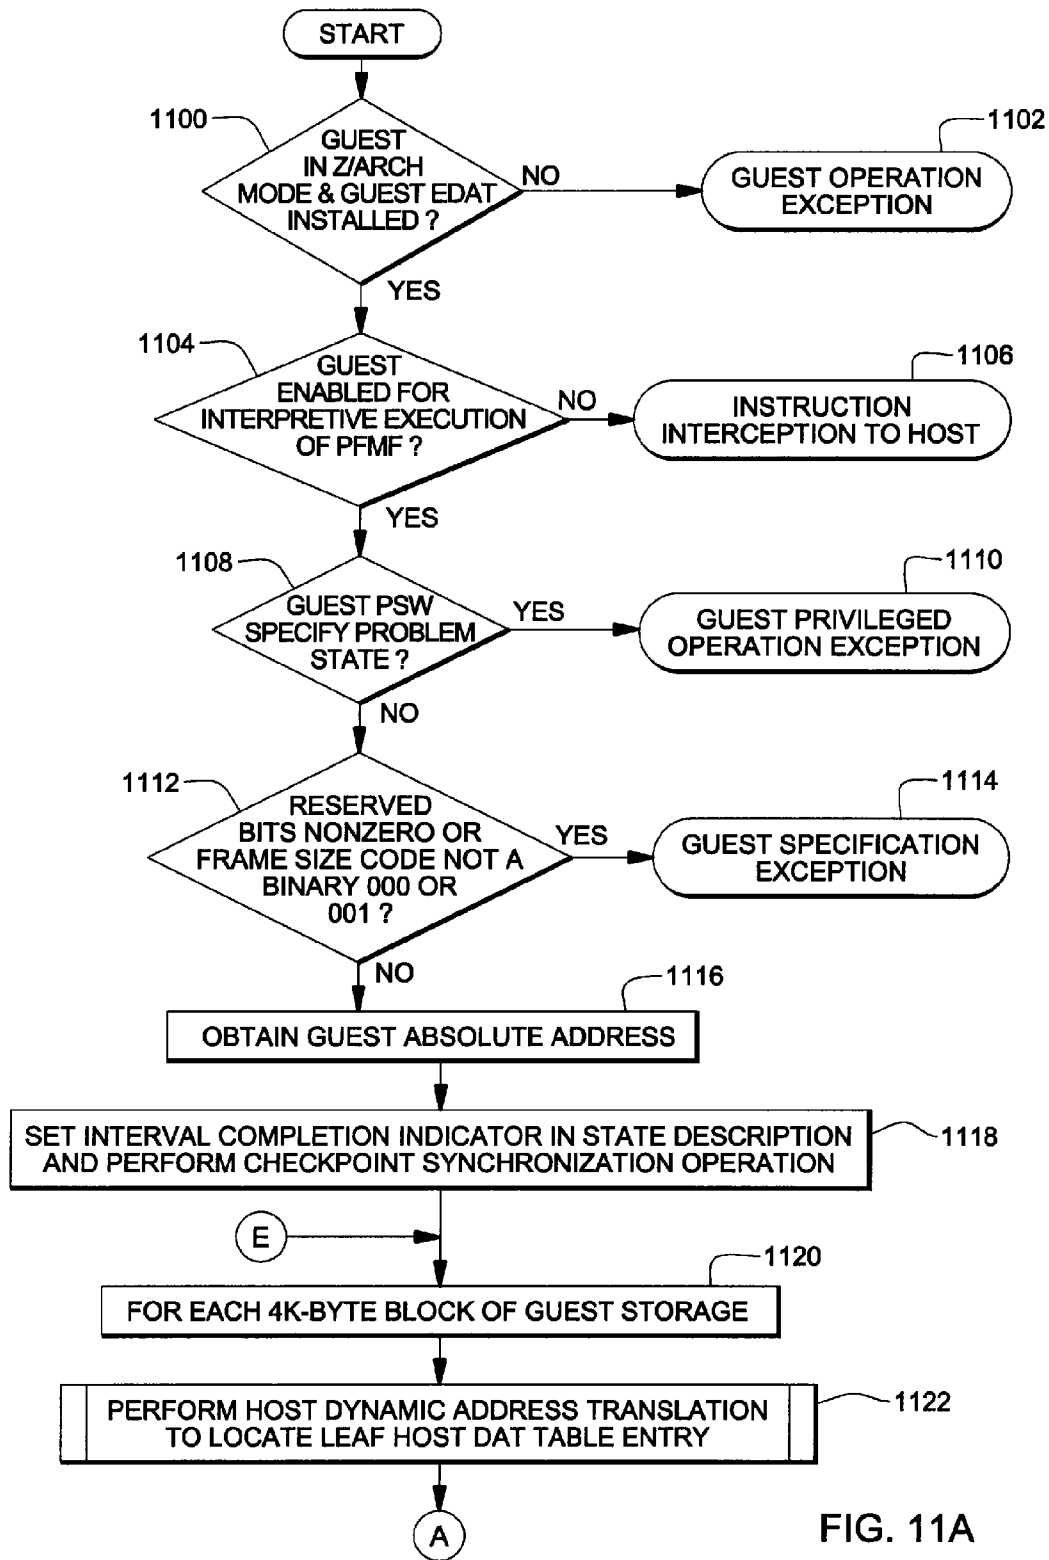 START
1100
GUEST
IN Z/ARCH
MODE & GUEST EDAT
INSTALLED ?
NO
1102
GUEST OPERATION
EXCEPTION
YES
1104
GUEST
ENABLED FOR
INTERPRETIVE EXECUTION
OF PFMF ?
NO
1106
INSTRUCTION
INTERCEPTION TO HOST
YES
1108
GUEST PSW
SPECIFY PROBLEM
STATE ?
YES
1110
GUEST PRIVILEGED
OPERATION EXCEPTION
NO
1112
RESERVED
BITS NONZERO OR
FRAME SIZE CODE NOT A
BINARY 000 OR
001 ?
YES
1114
GUEST SPECIFICATION
EXCEPTION
NO
1116
OBTAIN GUEST ABSOLUTE ADDRESS
SET INTERVAL COMPLETION INDICATOR IN STATE DESCRIPTION
AND PERFORM CHECKPOINT SYNCHRONIZATION OPERATION
1118
E
1120
FOR EACH 4K-BYTE BLOCK OF GUEST STORAGE
PERFORM HOST DYNAMIC ADDRESS TRANSLATION
TO LOCATE LEAF HOST DAT TABLE ENTRY
1122
A
FIG. 11A